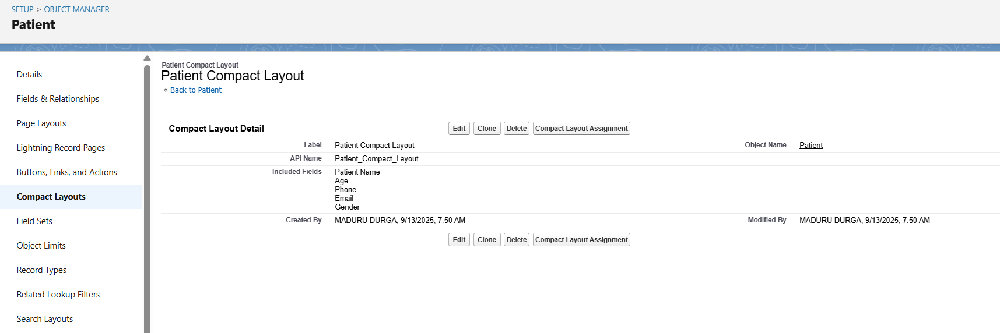 SETUP > OBJECT MANAGER
Patient
Details
Fields & Relationships
Page Layouts
Lightning Record Pages
Buttons, Links, and Actions
Compact Layouts
Field Sets
Object Limits
Record Types
Related Lookup Filters
Search Layouts
Patient Compact Layout
Patient Compact Layout
« Back to Patient
Compact Layout Detail Edit Clone Delete Compact Layout Assignment
Label Patient Compact Layout Object Name Patient
API Name Patient_Compact_Layout
Included Fields Patient Name
Age
Phone
Email
Gender
Created By MADURU DURGA, 9/13/2025, 7:50 AM Modified By MADURU DURGA, 9/13/2025, 7:50 AM
Edit Clone Delete Compact Layout Assignment